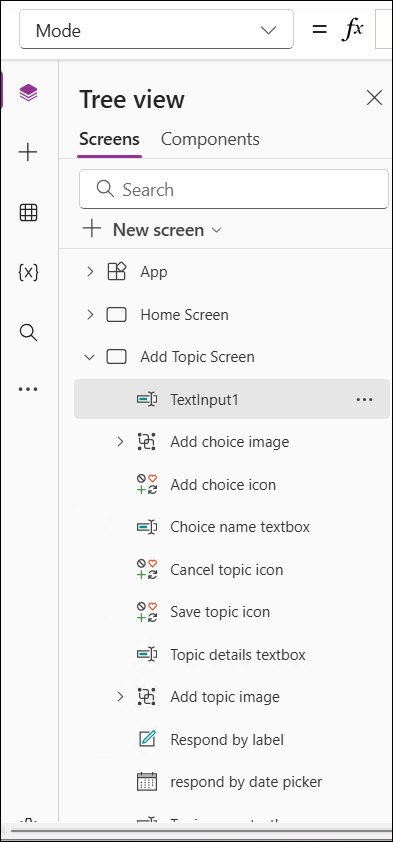 Mode
= fx
Tree view
Screens Components
Search
New screen
{x}
App
Home Screen
Add Topic Screen
TextInput1
Add choice image
Add choice icon
Choice name textbox
Cancel topic icon
Save topic icon
Topic details textbox
Add topic image
Respond by label
respond by date picker